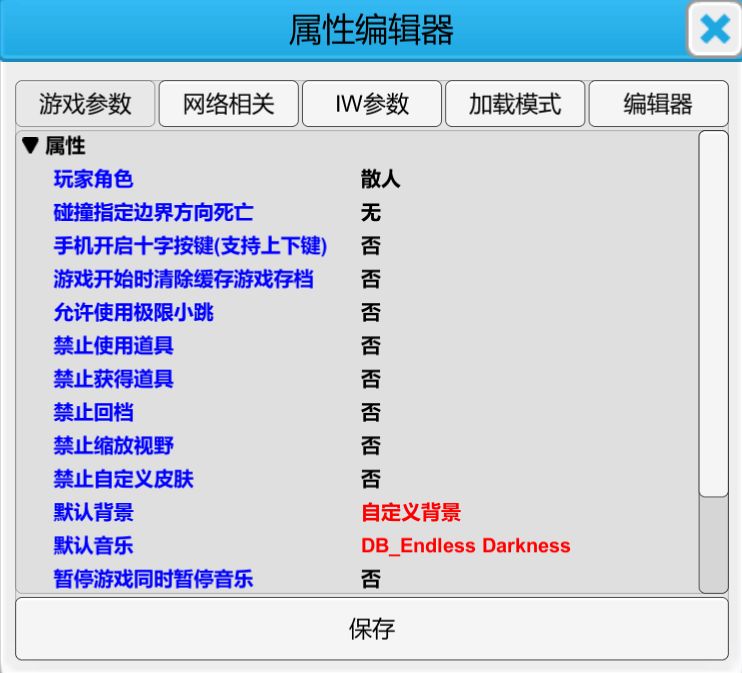 属性编辑器
游戏参数 网络相关 IW参数 加载模式 编辑器
▼ 属性
玩家角色 散人
碰撞指定边界方向死亡 无
手机开启十字按键(支持上下键) 否
游戏开始时清除缓存游戏存档 否
允许使用极限小跳 否
禁止使用道具 否
禁止获得道具 否
禁止回档 否
禁止缩放视野 否
禁止自定义皮肤 否
默认背景 自定义背景
默认音乐 DB_Endless Darkness
暂停游戏同时暂停音乐 否
保存